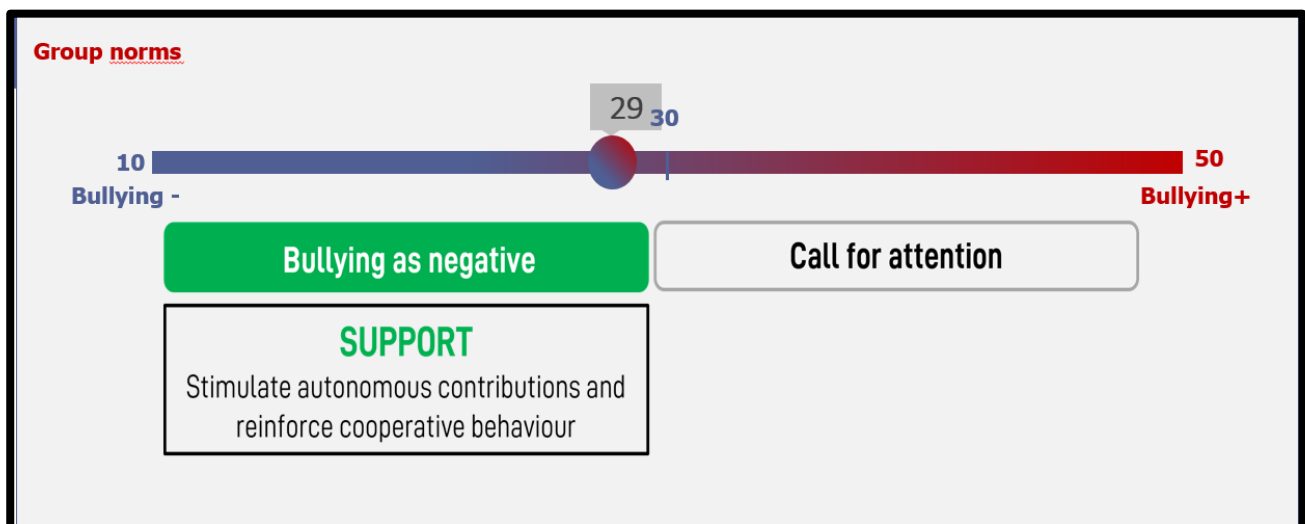 Group norms
29
30
10
50
Bullying -
Bullying+
Bullying as negative
Call for attention
SUPPORT
Stimulate autonomous contributions and
reinforce cooperative behaviour